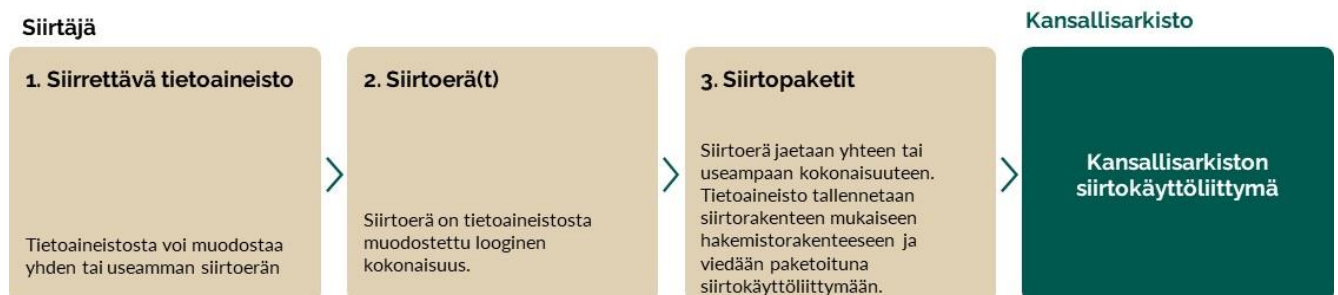 Siirtäjä
Kansallisarkisto
1. Siirrettävä tietoaineisto
Tietoaineistosta voi muodostaa
yhden tai useamman siirtoerän
2. Siirtoerä(t)
Siirtoerä on tietoaineistosta
muodostettu looginen
kokonaisuus.
3. Siirtopaketit
Siirtoerä jaetaan yhteen tai
useampaan kokonaisuuteen.
Tietoaineisto tallennetaan
siirtorakenteen mukaiseen
hakemistorakenteeseen ja
viedään paketoituna
siirtokäyttöliittymään.
Kansallisarkiston
siirtokäyttöliittymä